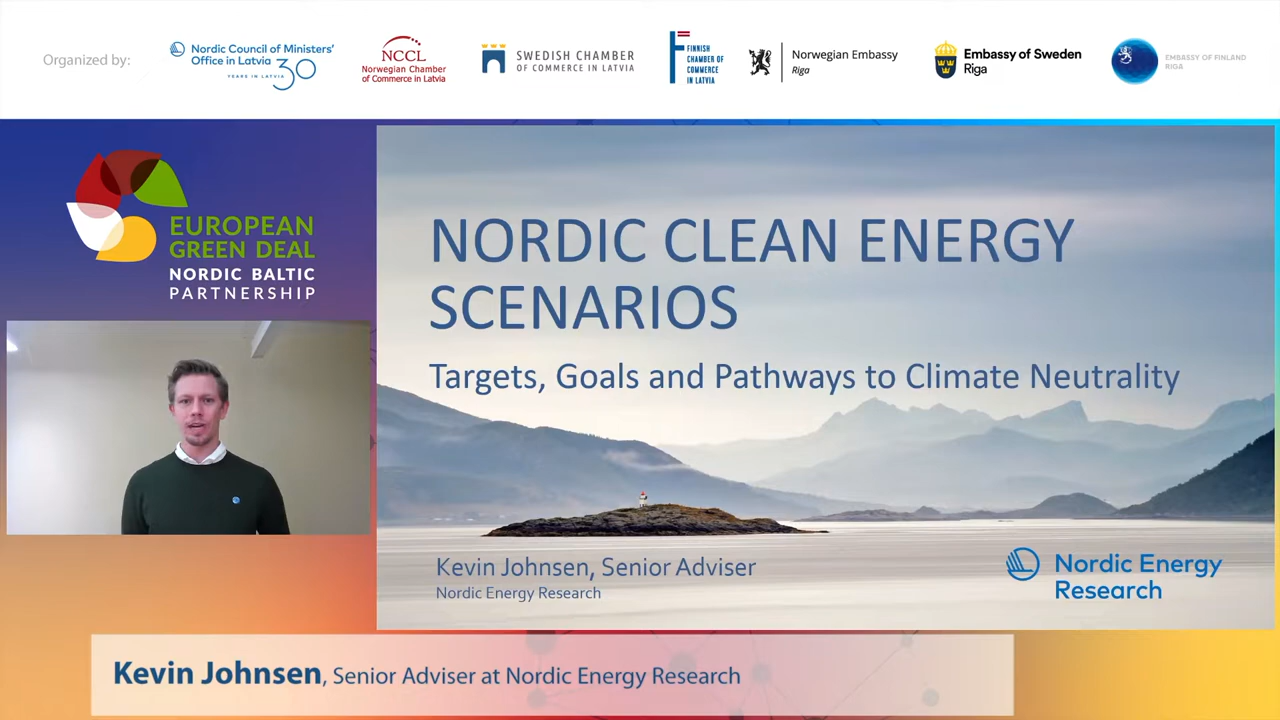 Organized by:
Nordic Council of Ministers'
Office in Latvia
YEARS IN LATVIA 30
NCCL
Norwegian Chamber
of Commerce in Latvia
SWEDISH CHAMBER
OF COMMERCE IN LATVIA
FINNISH
CHAMBER OF
COMMERCE
IN LATVIA
Norwegian Embassy
Riga
Embassy of Sweden
Riga
EMBASSY OF FINLAND
RIGA
EUROPEAN
GREEN DEAL
NORDIC BALTIC
PARTNERSHIP
NORDIC CLEAN ENERGY
SCENARIOS
Targets, Goals and Pathways to Climate Neutrality
Kevin Johnsen, Senior Adviser
Nordic Energy Research
Nordic Energy
Research
Kevin Johnsen, Senior Adviser at Nordic Energy Research